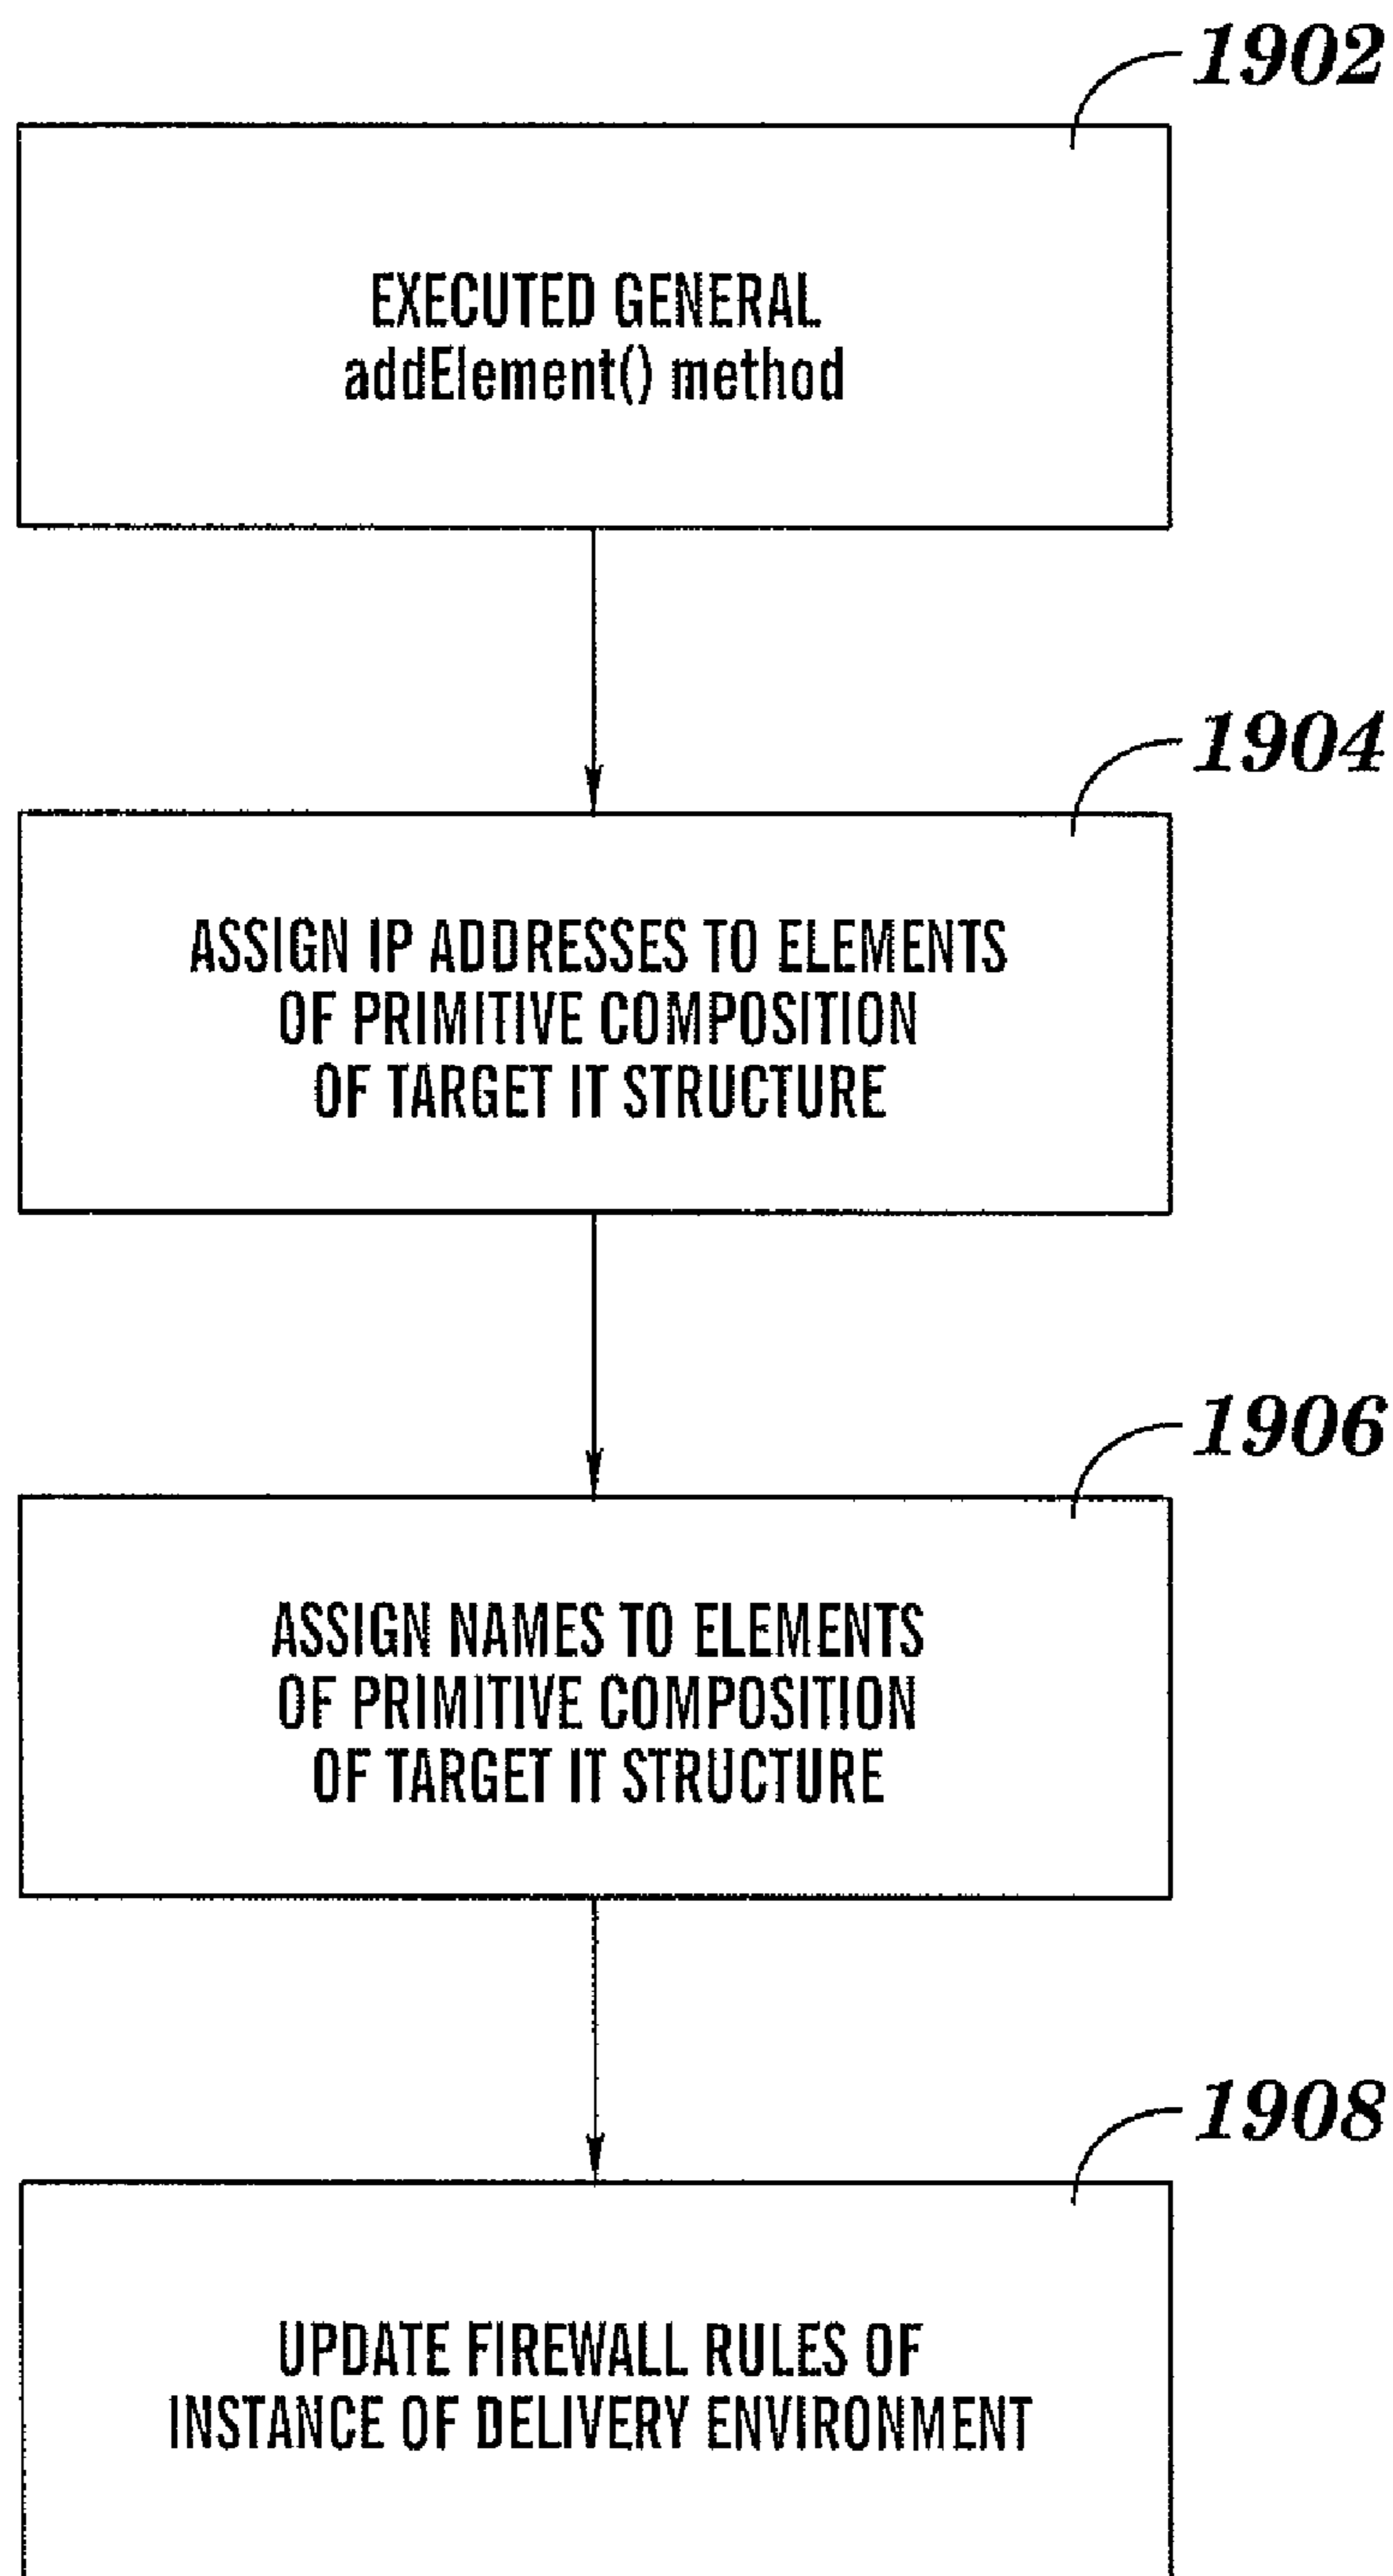 1902
EXECUTED GENERAL
addElement() method
1904
ASSIGN IP ADDRESSES TO ELEMENTS
OF PRIMITIVE COMPOSITION
OF TARGET IT STRUCTURE
1906
ASSIGN NAMES TO ELEMENTS
OF PRIMITIVE COMPOSITION
OF TARGET IT STRUCTURE
1908
UPDATE FIREWALL RULES OF
INSTANCE OF DELIVERY ENVIRONMENT